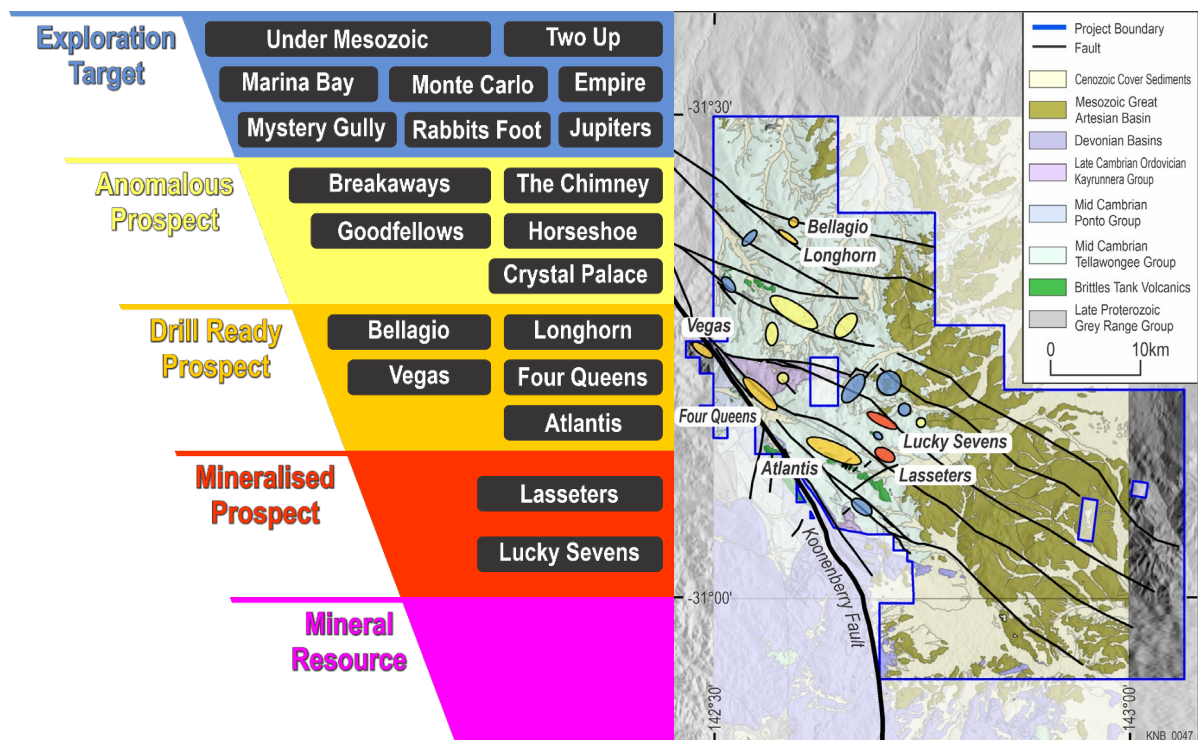 Exploration
Target
Under Mesozoic
Two Up
Marina Bay
Monte Carlo
Empire
Mystery Gully
Rabbits Foot
Jupiters
Anomalous
Prospect
Breakaways
The Chimney
Goodfellows
Horseshoe
Crystal Palace
Drill Ready
Prospect
Bellagio
Longhorn
Vegas
Four Queens
Atlantis
Mineralised
Prospect
Lasseters
Lucky Sevens
Mineral
Resource
Project Boundary
Fault
Cenozoic Cover Sediments
Mesozoic Great
Artesian Basin
Devonian Basins
Late Cambrian Ordovician
Kayrunnera Group
Mid Cambrian
Ponto Group
Mid Cambrian
Tellawongee Group
Brittles Tank Volcanics
Late Proterozoic
Grey Range Group
0 10km
-31°30'
Bellagio
Longhorn
Vegas
Four Queens
Lucky Sevens
Atlantis
Lasseters
Koonenberry Fault
-31°00'
142°30'
143°00'
KNB_0047